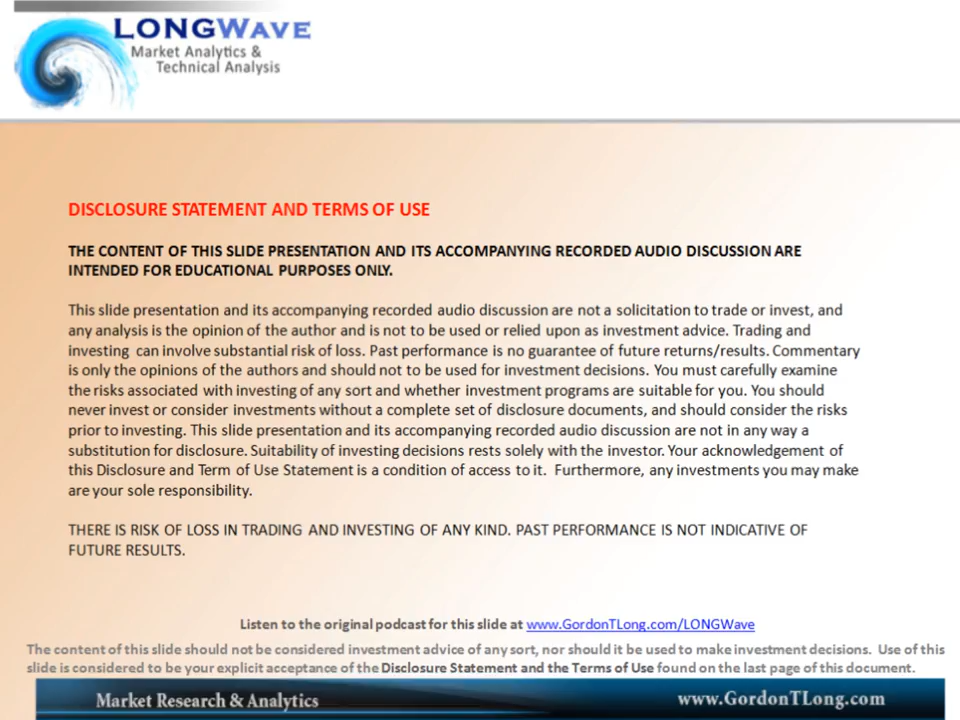 LONGWAVE
Market Analytics &
Technical Analysis
DISCLOSURE STATEMENT AND TERMS OF USE
THE CONTENT OF THIS SLIDE PRESENTATION AND ITS ACCOMPANYING RECORDED AUDIO DISCUSSION ARE
INTENDED FOR EDUCATIONAL PURPOSES ONLY.
This slide presentation and its accompanying recorded audio discussion are not a solicitation to trade or invest, and
any analysis is the opinion of the author and is not to be used or relied upon as investment advice. Trading and
investing can involve substantial risk of loss. Past performance is no guarantee of future returns/results. Commentary
is only the opinions of the authors and should not to be used for investment decisions. You must carefully examine
the risks associated with investing of any sort and whether investment programs are suitable for you. You should
never invest or consider investments without a complete set of disclosure documents, and should consider the risks
prior to investing. This slide presentation and its accompanying recorded audio discussion are not in any way a
substitution for disclosure. Suitability of investing decisions rests solely with the investor. Your acknowledgement of
this Disclosure and Term of Use Statement is a condition of access to it. Furthermore, any investments you may make
are your sole responsibility.
THERE IS RISK OF LOSS IN TRADING AND INVESTING OF ANY KIND. PAST PERFORMANCE IS NOT INDICATIVE OF
FUTURE RESULTS.
Listen to the original podcast for this slide at www.GordonTLong.com/LONGWave
The content of this slide should not be considered investment advice of any sort, nor should it be used to make investment decisions. Use of this
slide is considered to be your explicit acceptance of the Disclosure Statement and the Terms of Use found on the last page of this document.
Market Research & Analytics
www.GordonTLong.com